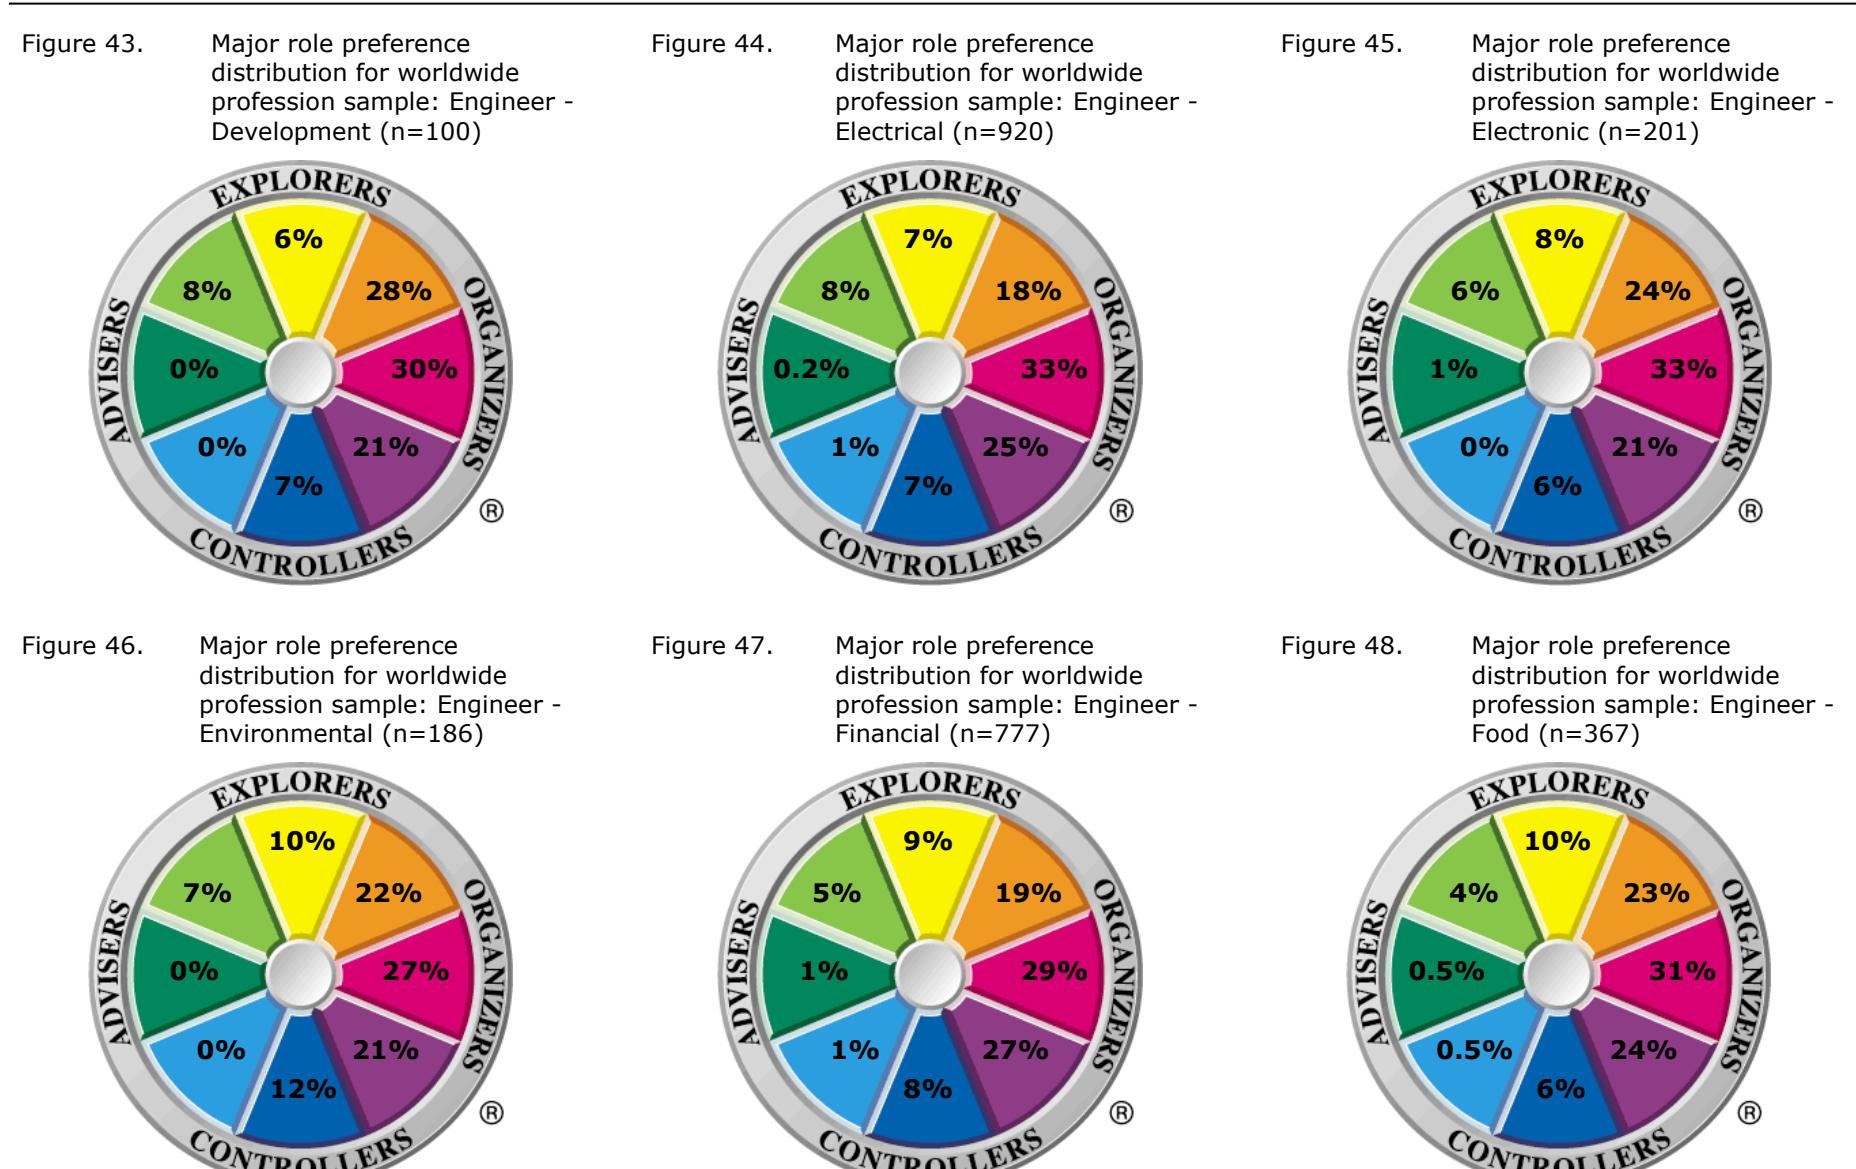 Figure 43.
Major role preference
distribution for worldwide
profession sample: Engineer -
Development (n=100)
EXPLORERS
ORGANIZERS
CONTROLLERS
ADVISERS
6%
28%
30%
21%
7%
0%
0%
8%
®
Figure 44.
Major role preference
distribution for worldwide
profession sample: Engineer -
Electrical (n=920)
EXPLORERS
ORGANIZERS
CONTROLLERS
ADVISERS
7%
18%
33%
25%
7%
1%
0.2%
8%
®
Figure 45.
Major role preference
distribution for worldwide
profession sample: Engineer -
Electronic (n=201)
EXPLORERS
ORGANIZERS
CONTROLLERS
ADVISERS
8%
24%
33%
21%
6%
0%
1%
6%
®
Figure 46.
Major role preference
distribution for worldwide
profession sample: Engineer -
Environmental (n=186)
EXPLORERS
ORGANIZERS
CONTROLLERS
ADVISERS
10%
22%
27%
21%
12%
0%
0%
7%
®
Figure 47.
Major role preference
distribution for worldwide
profession sample: Engineer -
Financial (n=777)
EXPLORERS
ORGANIZERS
CONTROLLERS
ADVISERS
9%
19%
29%
27%
8%
1%
1%
5%
®
Figure 48.
Major role preference
distribution for worldwide
profession sample: Engineer -
Food (n=367)
EXPLORERS
ORGANIZERS
CONTROLLERS
ADVISERS
10%
23%
31%
24%
6%
0.5%
0.5%
4%
®